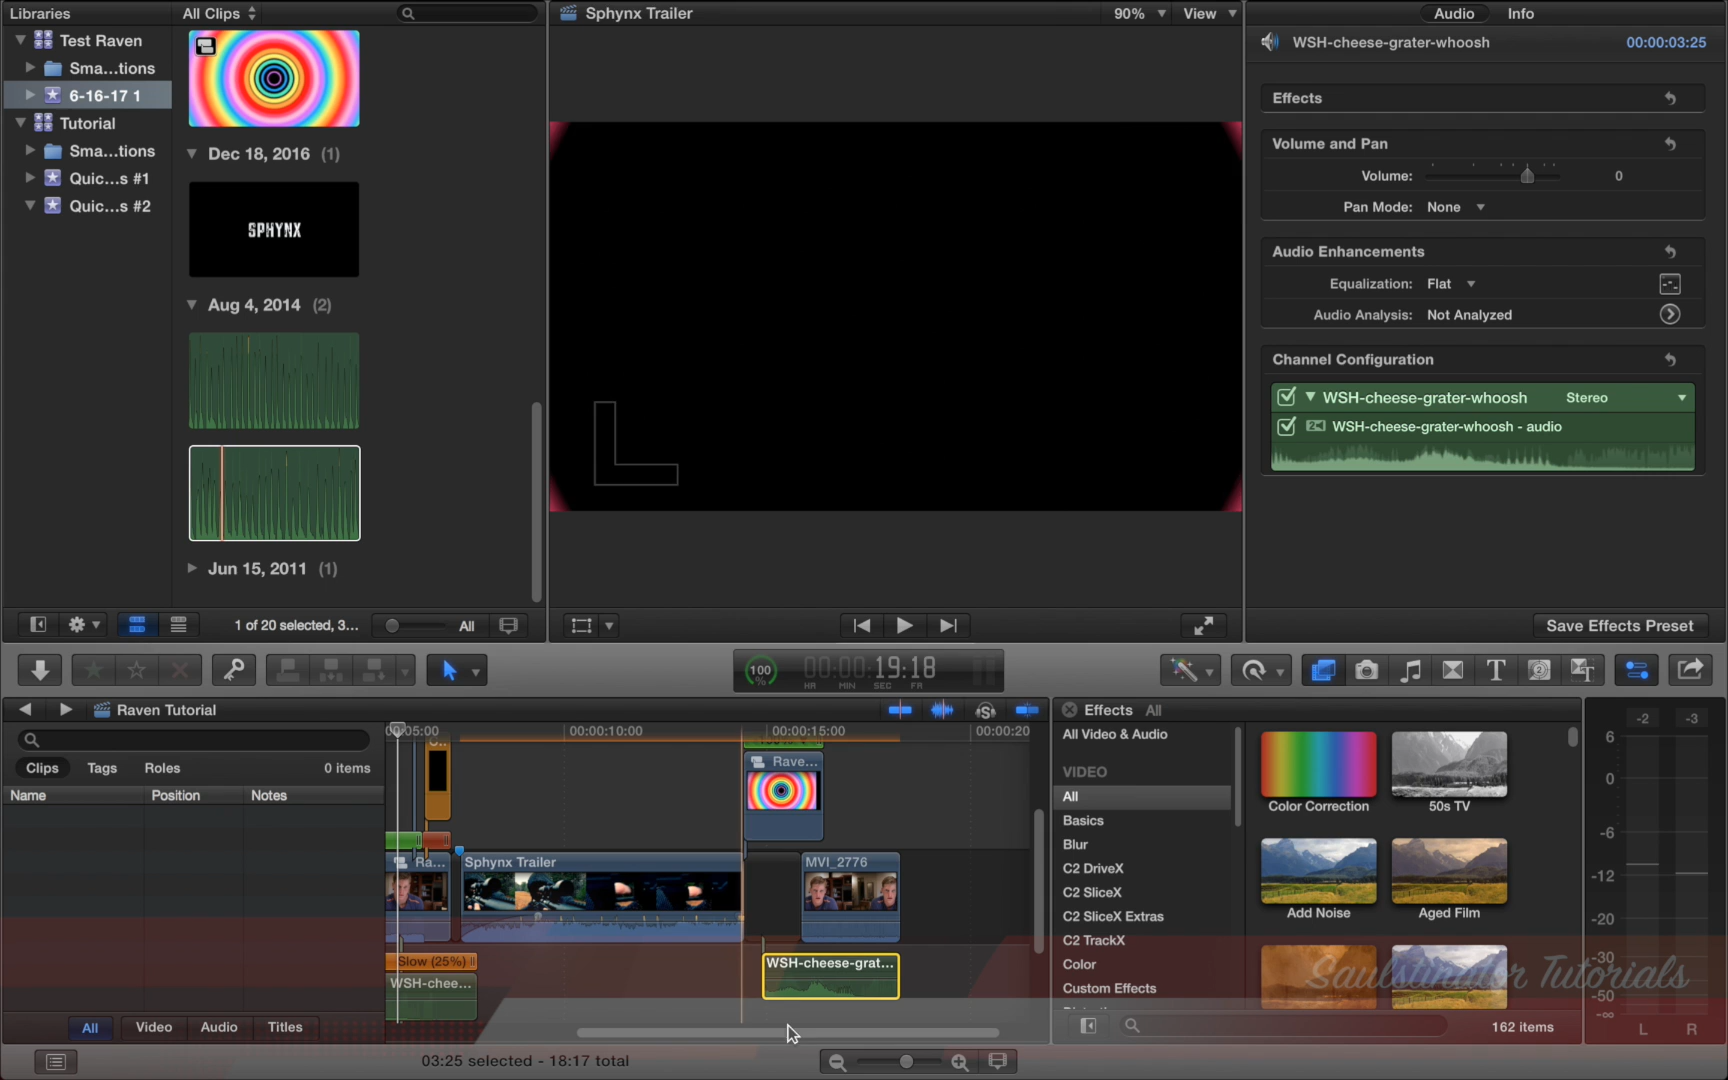 Libraries
All Clips
Sphynx Trailer
90%
View
Audio
Info
Test Raven
Sma...tions
6-16-17 1
Tutorial
Sma...tions
Quic...s #1
Quic...s #2
Dec 18, 2016 (1)
SPHYNX
Aug 4, 2014 (2)
Jun 15, 2011 (1)
1 of 20 selected, 3...
All
WSH-cheese-grater-whoosh
00:00:03:25
Effects
Volume and Pan
Volume:
0
Pan Mode: None
Audio Enhancements
Equalization: Flat
Audio Analysis: Not Analyzed
Channel Configuration
WSH-cheese-grater-whoosh
Stereo
WSH-cheese-grater-whoosh - audio
Save Effects Preset
100
%
00:00:19:18
HR MIN SEC FR
T
Raven Tutorial
Clips
Tags
Roles
0 items
Name
Position
Notes
All
Video
Audio
Titles
00:00:10:00
00:00:15:00
00:00:20
Rave...
Ra...
Sphynx Trailer
MVI_2776
Slow (25%)
WSH-chee...
WSH-cheese-grat...
03:25 selected - 18:17 total
Effects All
All Video & Audio
VIDEO
All
Basics
Blur
C2 DriveX
C2 SliceX
C2 SliceX Extras
C2 TrackX
Color
Custom Effects
Color Correction
50s TV
Add Noise
Aged Film
Saulstinator Tutorials
162 items
-2
-3
6
0
-6
-12
-20
-30
-50
-∞
L
R